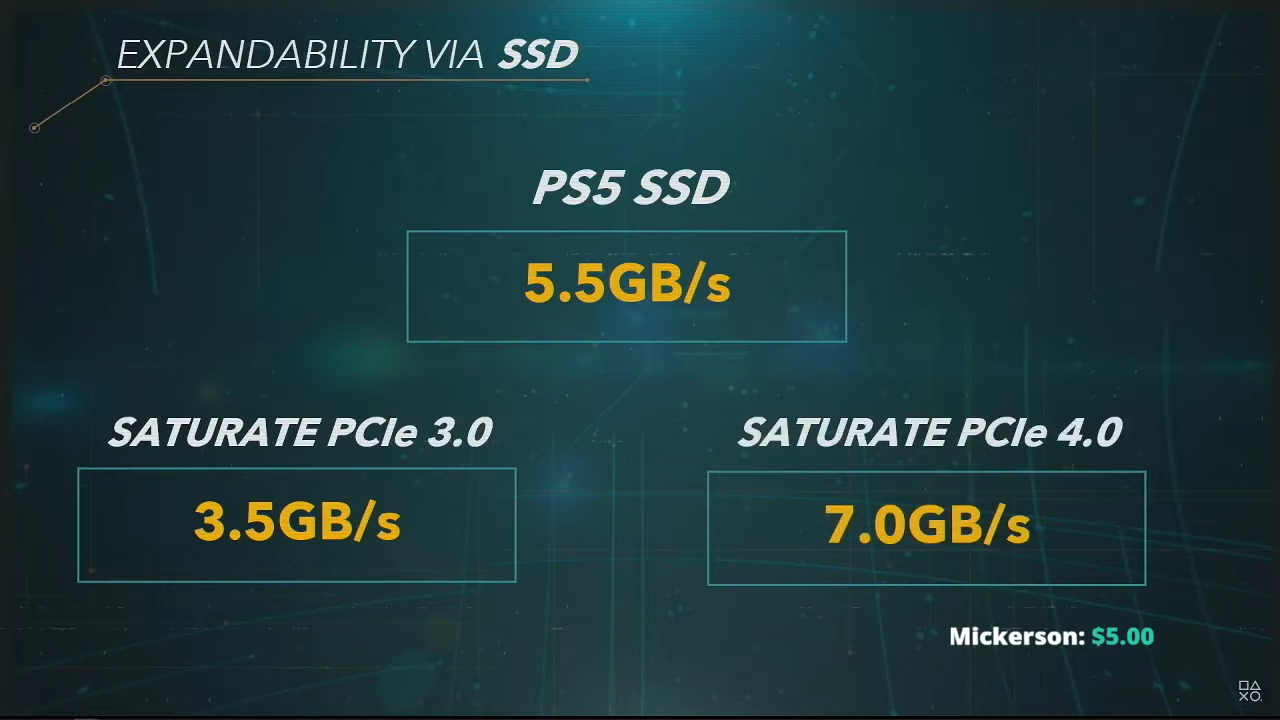 EXPANDABILITY VIA SSD
PS5 SSD
5.5GB/s
SATURATE PCIe 3.0
SATURATE PCIe 4.0
3.5GB/s
7.0GB/s
Mickerson: $5.00